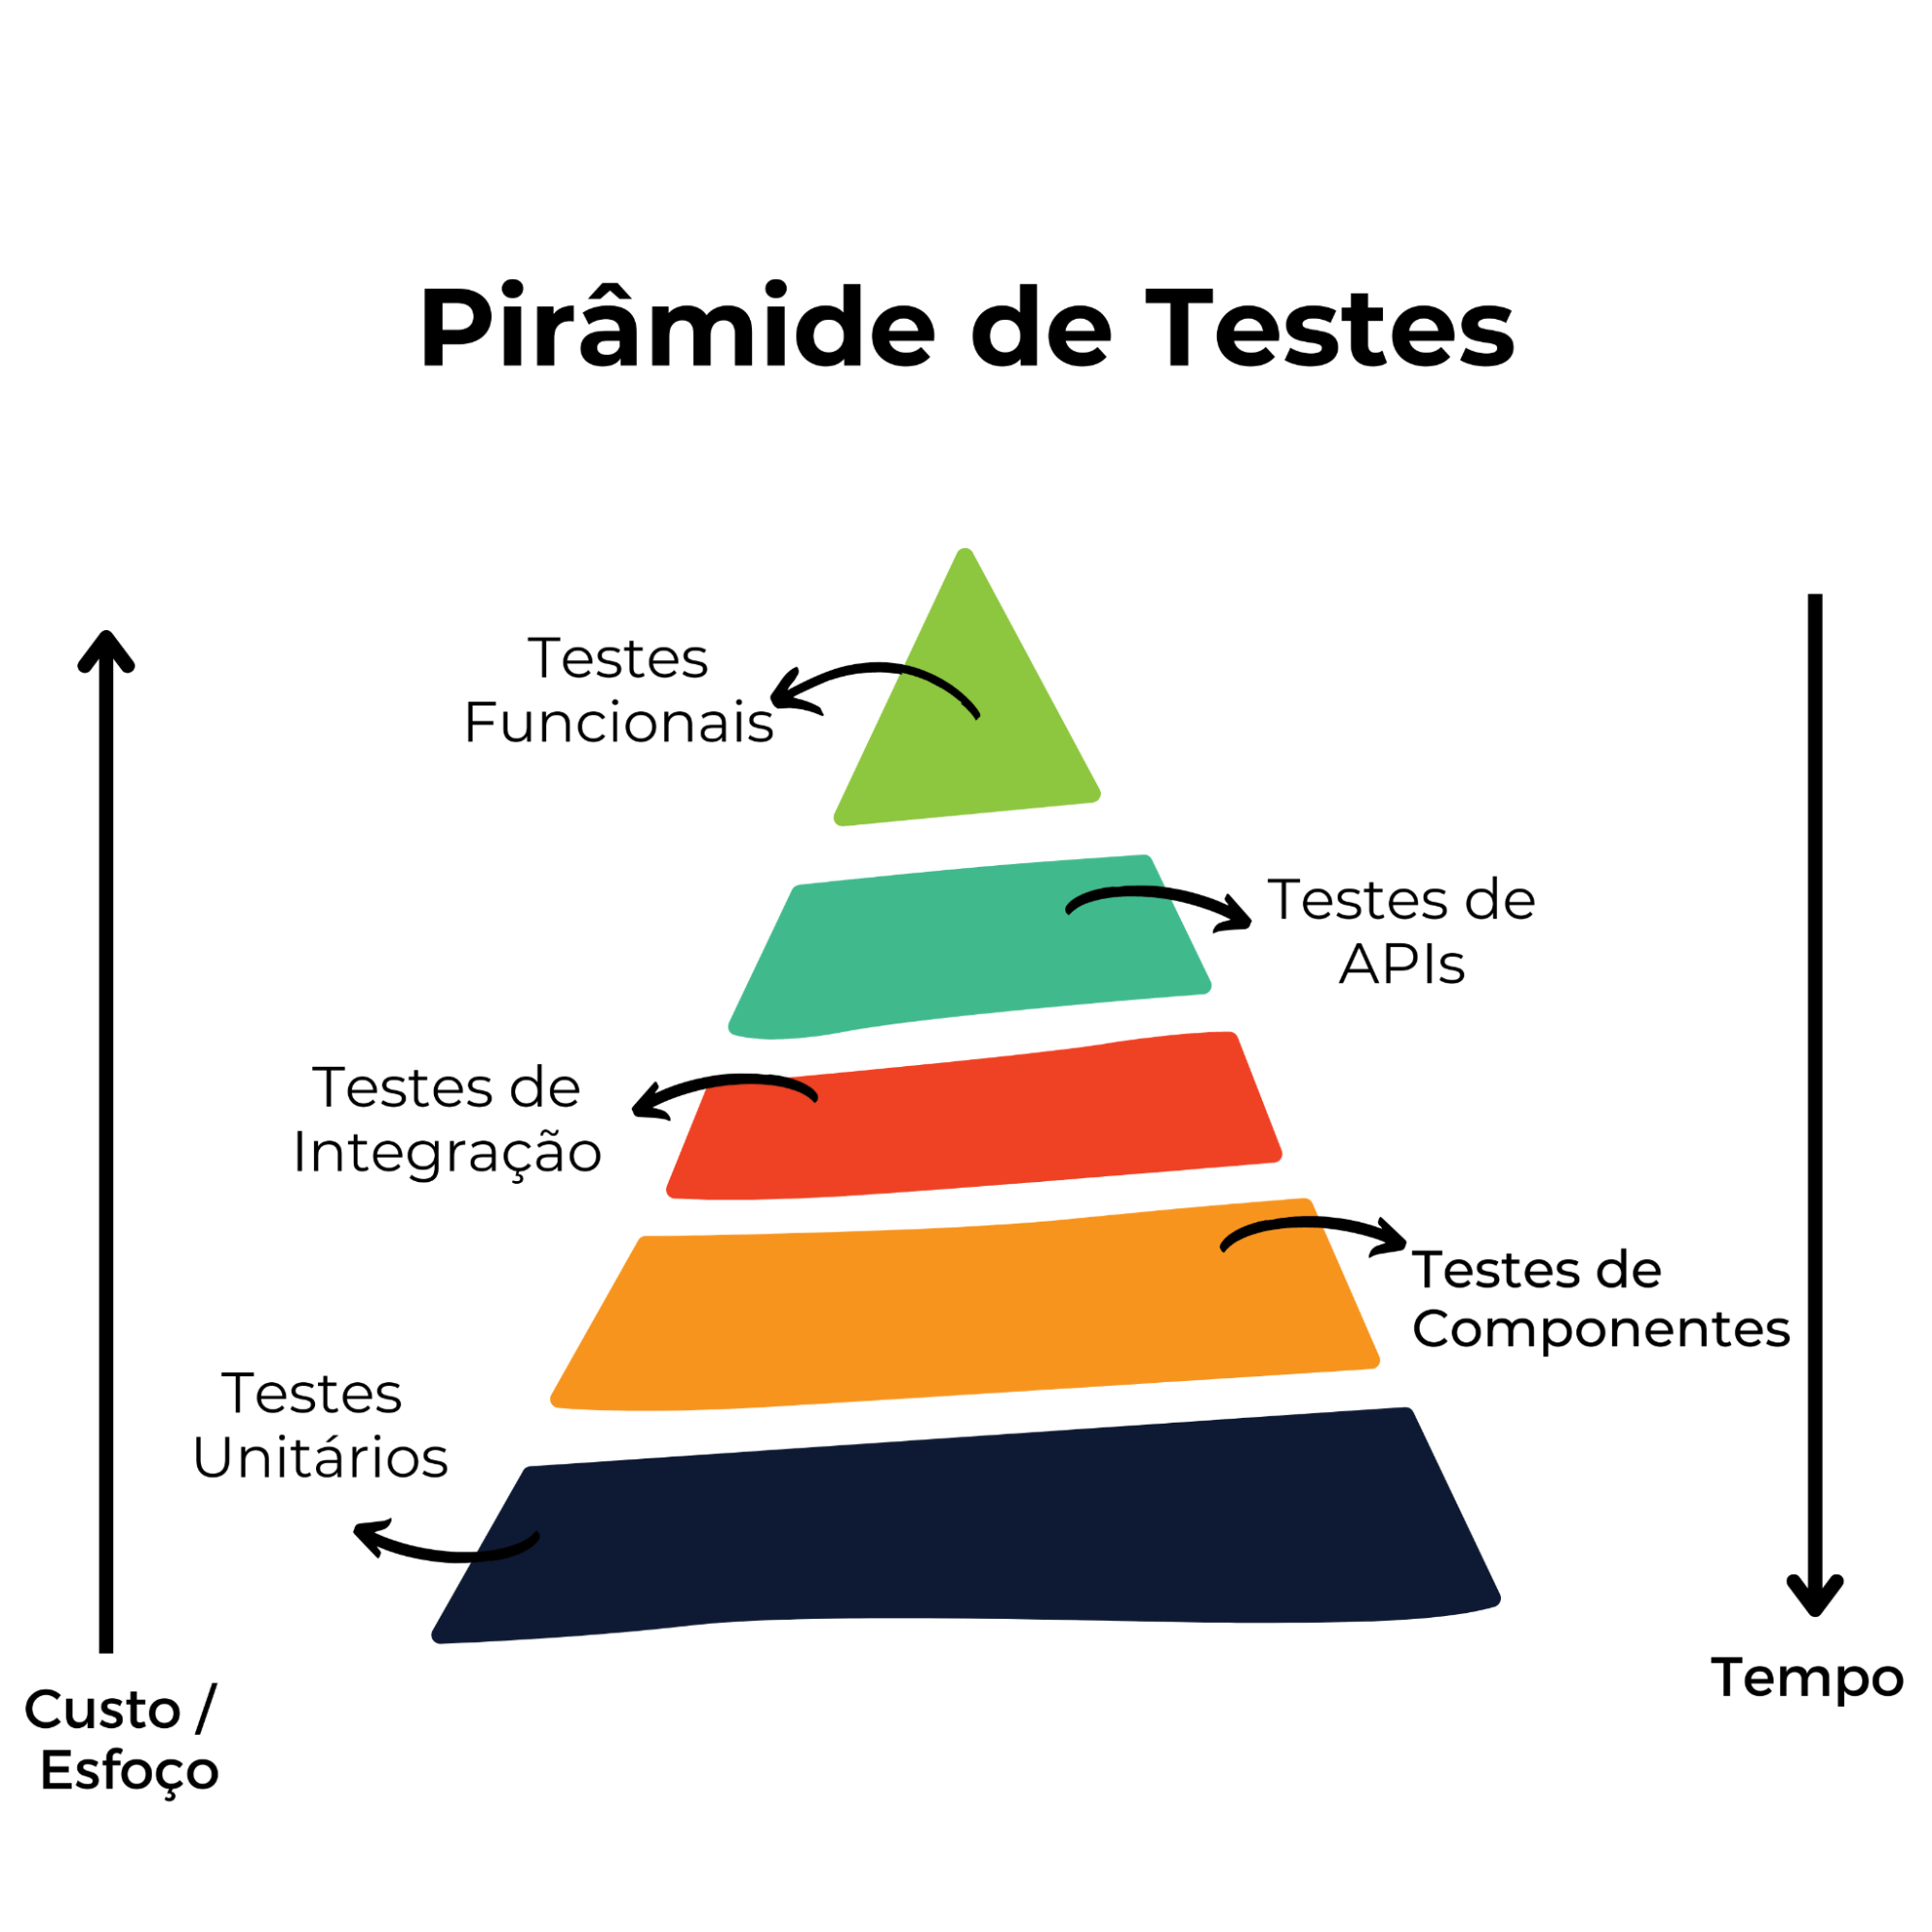 Pirâmide de Testes
Testes
Funcionais
Testes de
APIs
Testes de
Integração
Testes de
Componentes
Testes
Unitários
Custo /
Esfoço
Tempo